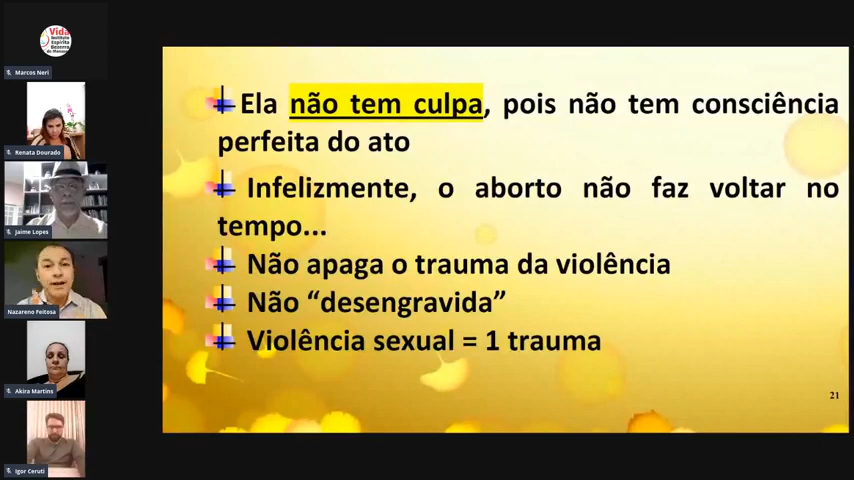 Vida
Instituto
Espírita
Bezerra
de Menezes
Marcos Neri
Renata Dourado
Jaime Lopes
Nazareno Feitosa
Akira Martins
Igor Ceruti
Ela não tem culpa, pois não tem consciência
perfeita do ato
Infelizmente, o aborto não faz voltar no
tempo...
Não apaga o trauma da violência
Não “desengravida”
Violência sexual = 1 trauma
21